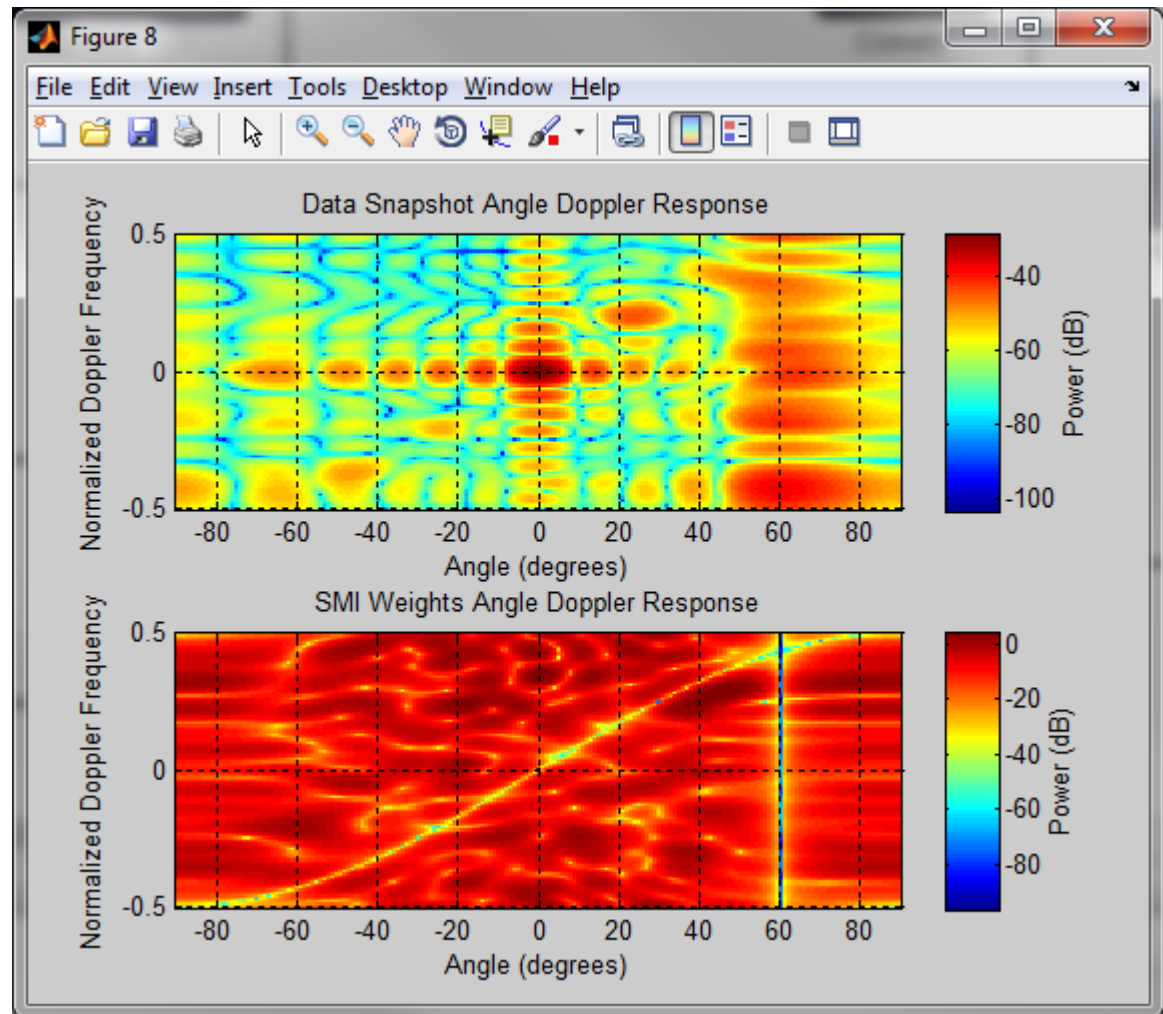 Figure 8
File Edit View Insert Tools Desktop Window Help
Data Snapshot Angle Doppler Response
Normalized Doppler Frequency
0.5
0
-0.5
-80 -60 -40 -20 0 20 40 60 80
Angle (degrees)
-40
-60
-80
-100
Power (dB)
SMI Weights Angle Doppler Response
Normalized Doppler Frequency
0.5
0
-0.5
-80 -60 -40 -20 0 20 40 60 80
Angle (degrees)
0
-20
-40
-60
-80
Power (dB)